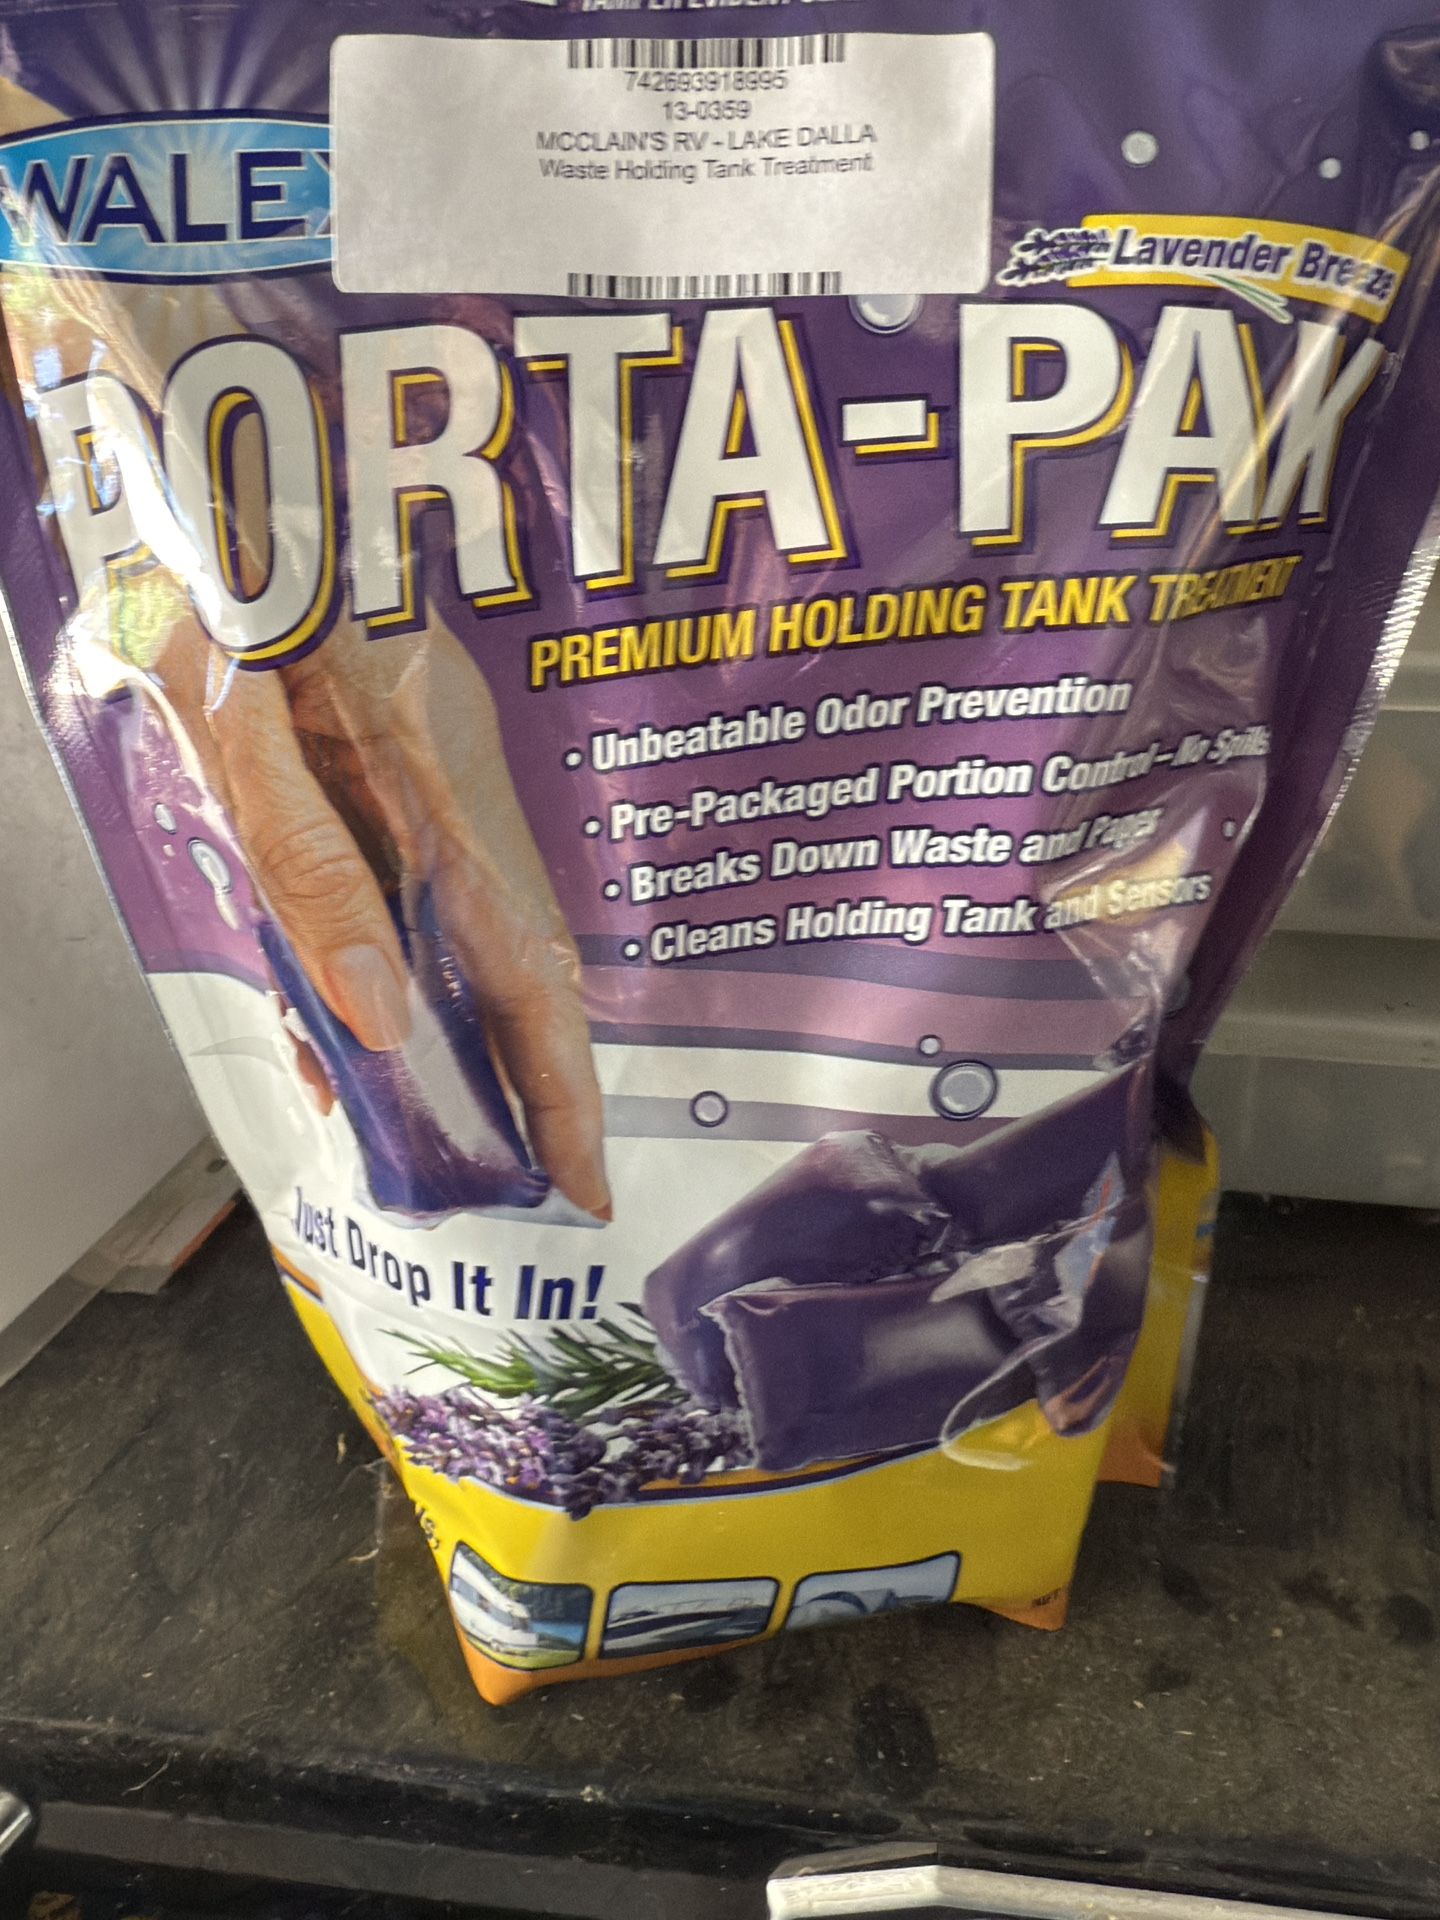 742693918995
13-0359
MCCLAIN'S RV - LAKE DALLA
Waste Holding Tank Treatment
WALEX
Lavender Breeze
PORTA-PAK
PREMIUM HOLDING TANK TREATMENT
• Unbeatable Odor Prevention
• Pre-Packaged Portion Control – No Spills
• Breaks Down Waste and Paper
• Cleans Holding Tank and Sensors
Just Drop It In!